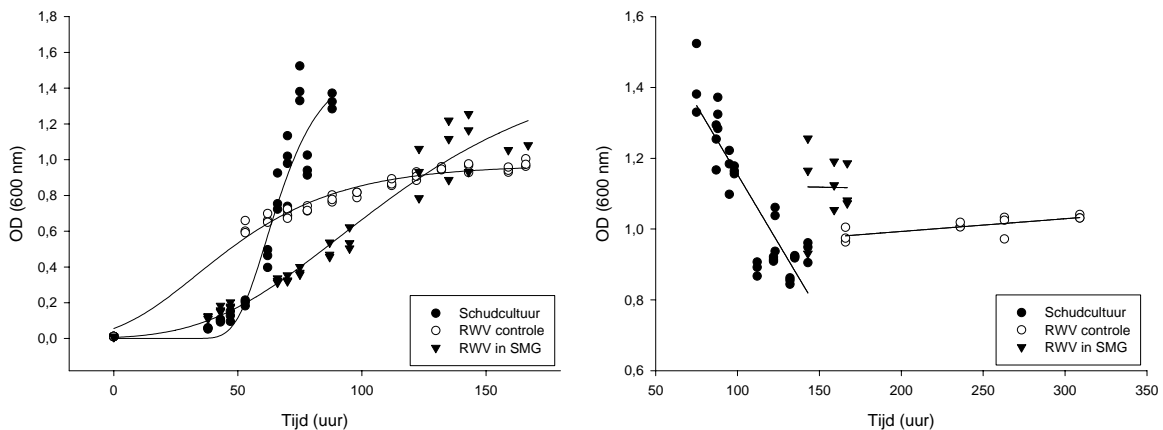 1,8
1,6
1,4
1,2
1,0
0,8
0,6
0,4
0,2
0,0
OD (600 nm)
0
50
100
150
Tijd (uur)
Schudcultuur
RWV controle
RWV in SMG
1,6
1,4
1,2
1,0
0,8
0,6
OD (600 nm)
50
100
150
200
250
300
350
Tijd (uur)
Schudcultuur
RWV controle
RWV in SMG